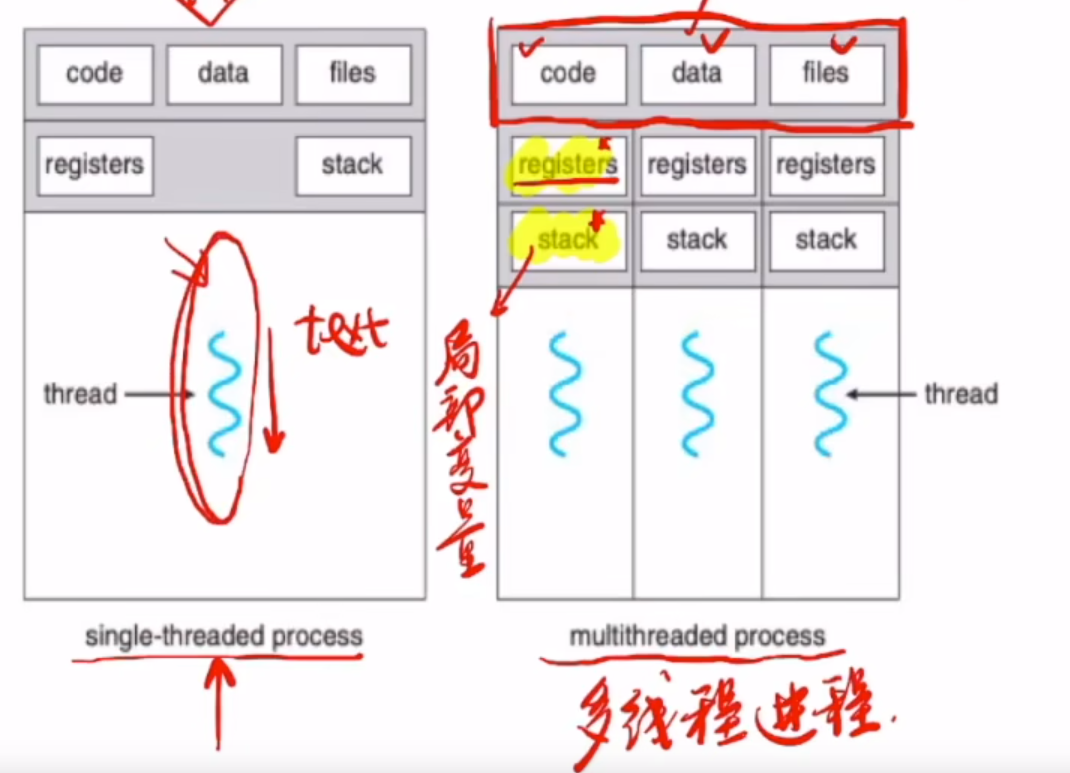 code data files
registers stack
text
thread
single-threaded process
code data files
registers registers registers
stack stack stack
局部变量
thread
multithreaded process
多线程进程.